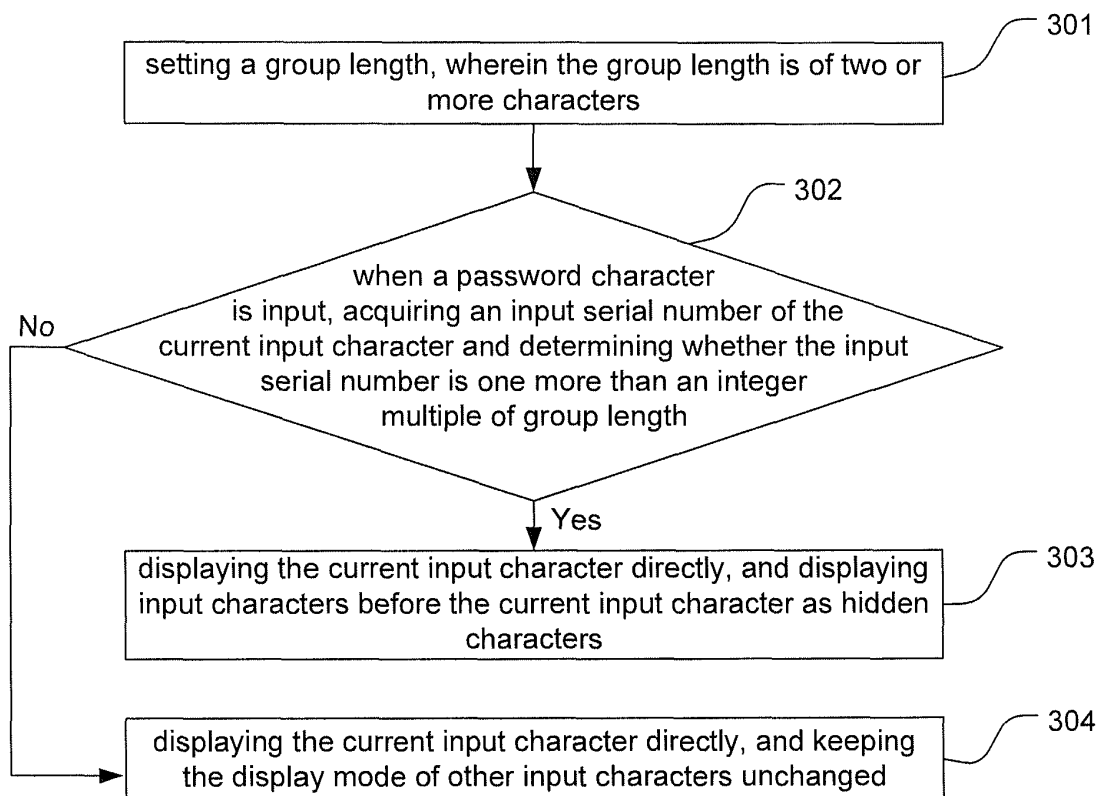 301
setting a group length, wherein the group length is of two or
more characters
302
when a password character
is input, acquiring an input serial number of the
current input character and determining whether the input
serial number is one more than an integer
multiple of group length
No
Yes
303
displaying the current input character directly, and displaying
input characters before the current input character as hidden
characters
304
displaying the current input character directly, and keeping
the display mode of other input characters unchanged